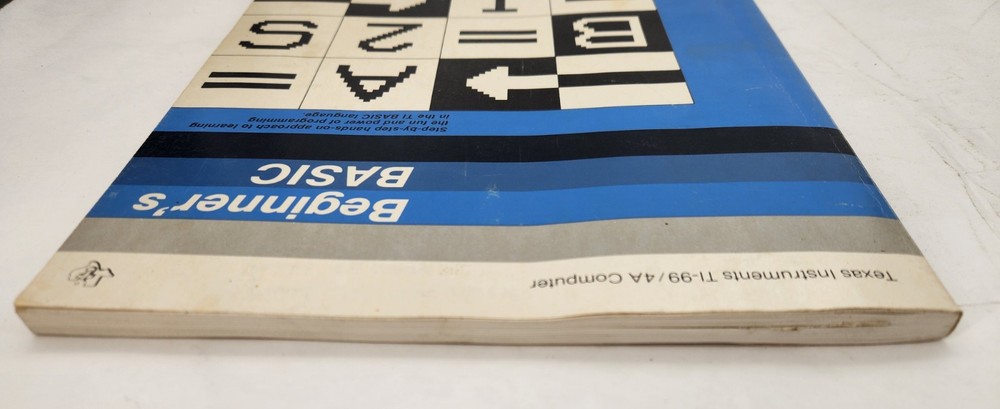 Texas Instruments TI-99/4A Computer
Beginner's
BASIC
Step-by-step hands-on approach to learning
the fun and power of programming
in the TI BASIC language.
= A
S Z = B